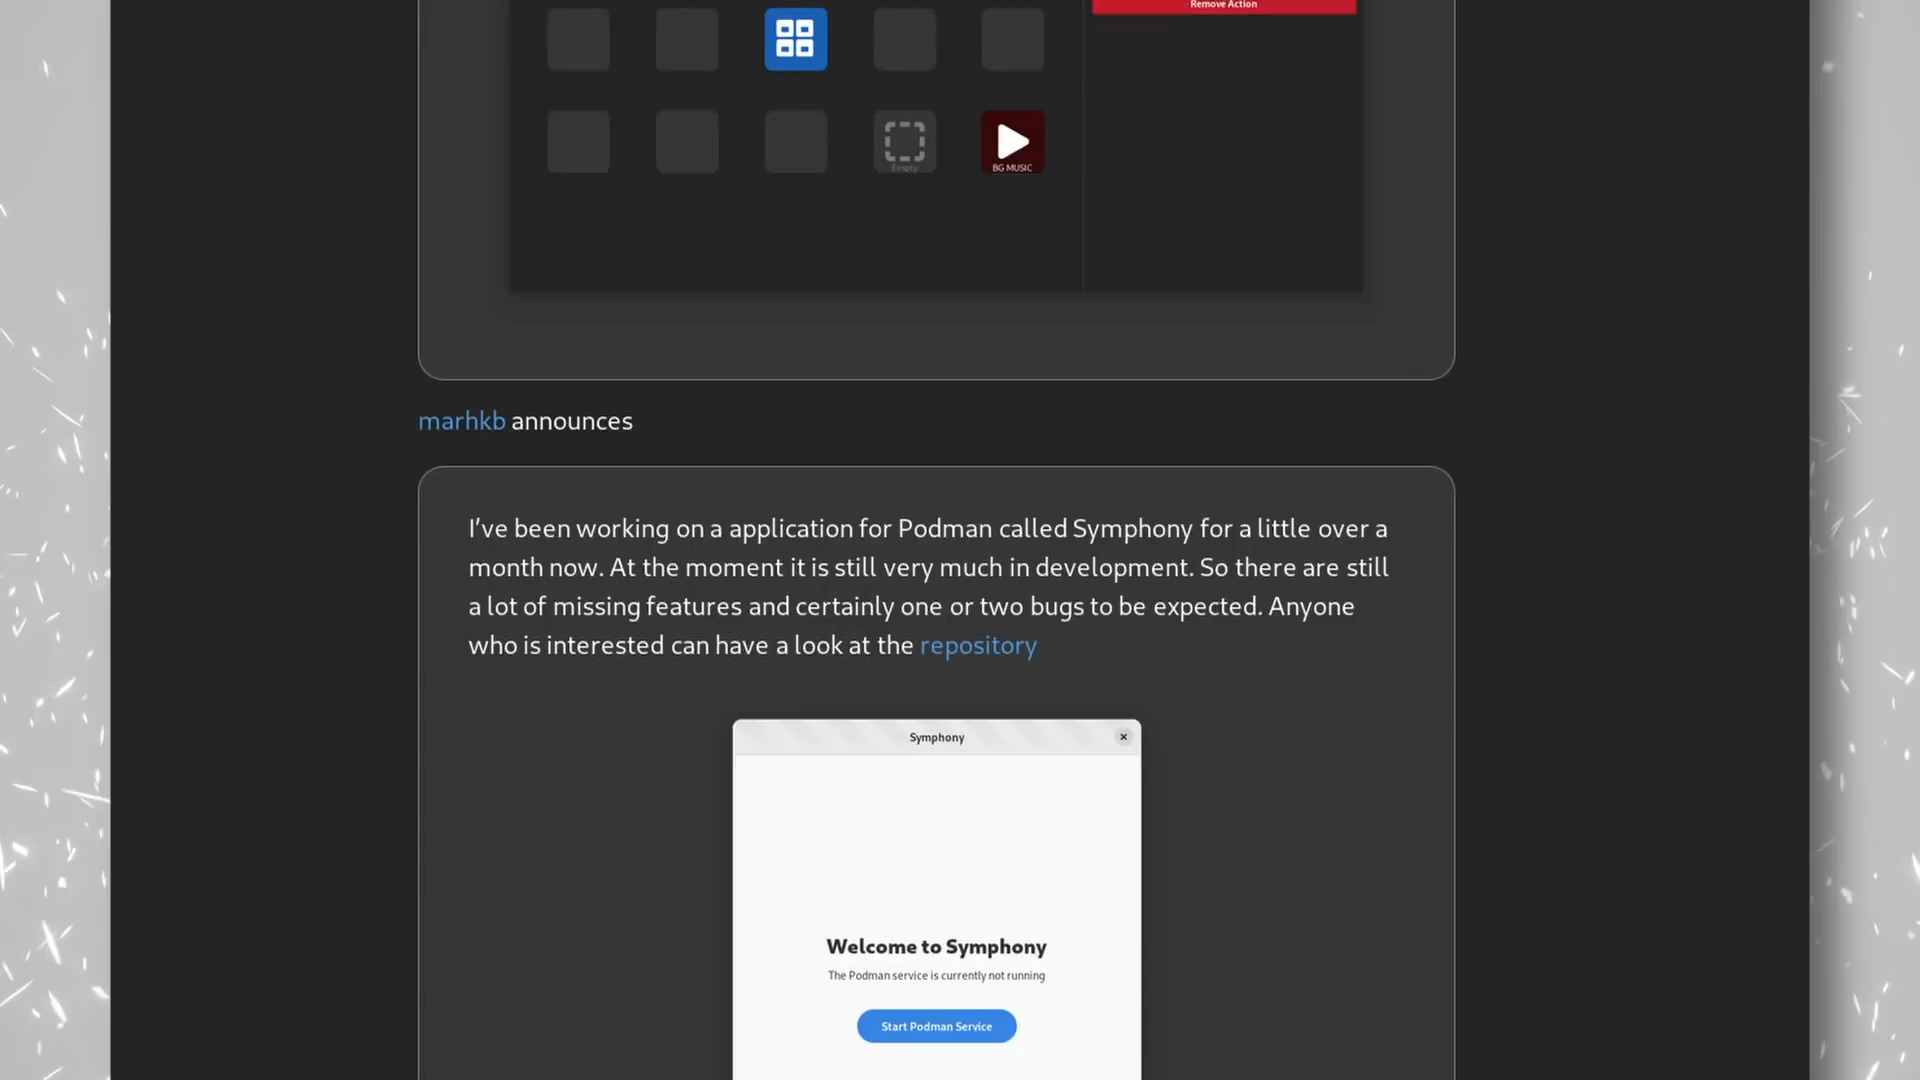 Remove Action
Empty
BG MUSIC
marhkb announces
I've been working on a application for Podman called Symphony for a little over a
month now. At the moment it is still very much in development. So there are still
a lot of missing features and certainly one or two bugs to be expected. Anyone
who is interested can have a look at the repository
Symphony
Welcome to Symphony
The Podman service is currently not running
Start Podman Service